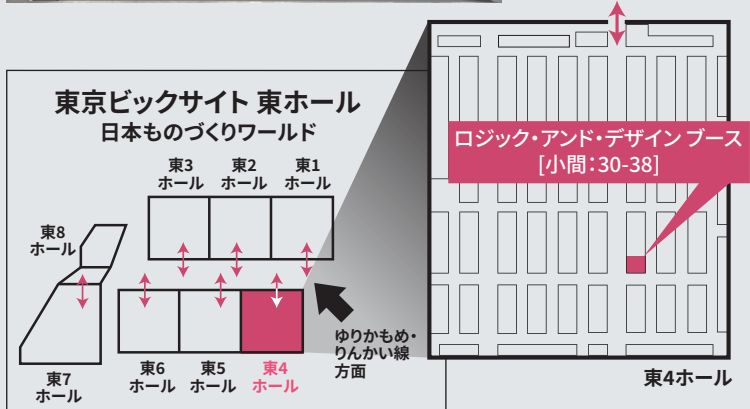 東京ビックサイト 東ホール
日本ものづくりワールド
東3
ホール
東2
ホール
東1
ホール
東8
ホール
東7
ホール
東6
ホール
東5
ホール
東4
ホール
ゆりかもめ・
りんかい線
方面
ロジック・アンド・デザイン ブース
[小間：30-38]
東4ホール